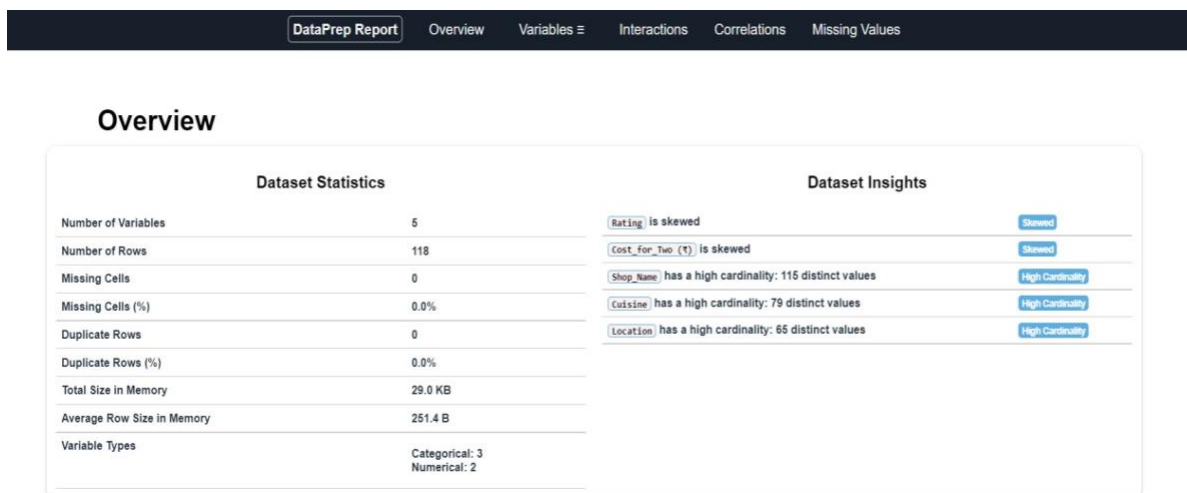 DataPrep Report Overview Variables ≡ Interactions Correlations Missing Values
Overview
Dataset Statistics
Number of Variables 5
Number of Rows 118
Missing Cells 0
Missing Cells (%) 0.0%
Duplicate Rows 0
Duplicate Rows (%) 0.0%
Total Size in Memory 29.0 KB
Average Row Size in Memory 251.4 B
Variable Types Categorical: 3
Numerical: 2
Dataset Insights
Rating is skewed Skewed
Cost_for_Two (₹) is skewed Skewed
Shop_Name has a high cardinality: 115 distinct values High Cardinality
Cuisine has a high cardinality: 79 distinct values High Cardinality
Location has a high cardinality: 65 distinct values High Cardinality